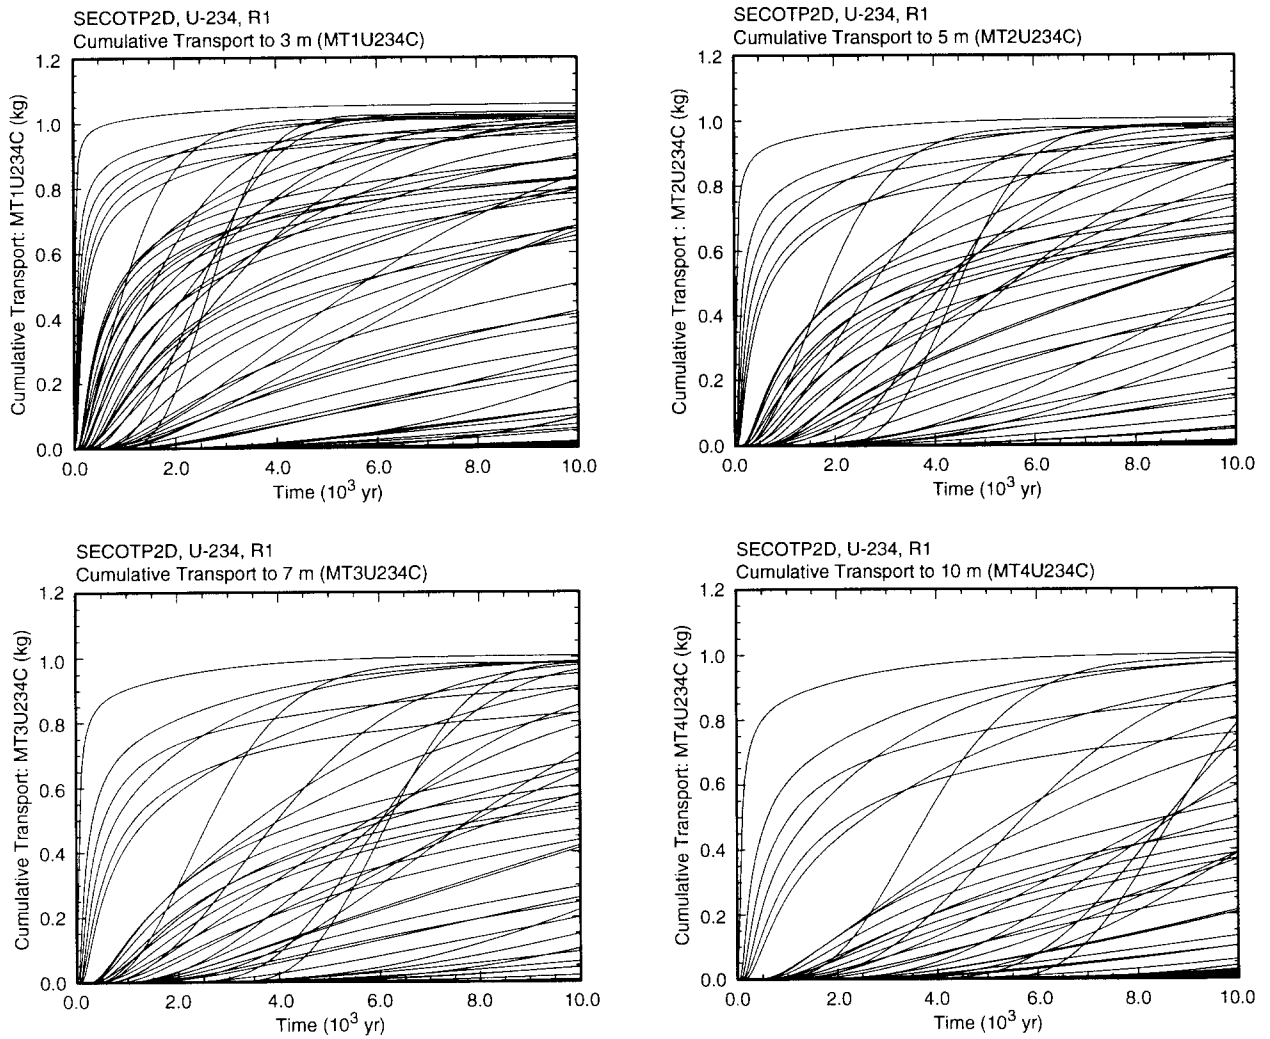 SECOTP2D, U-234, R1
Cumulative Transport to 3 m (MT1U234C)
1.2
1.0
0.8
0.6
0.4
0.2
0.0
Cumulative Transport: MT1U234C (kg)
0.0 2.0 4.0 6.0 8.0 10.0
Time (10³ yr)
SECOTP2D, U-234, R1
Cumulative Transport to 5 m (MT2U234C)
1.2
1.0
0.8
0.6
0.4
0.2
0.0
Cumulative Transport : MT2U234C (kg)
0.0 2.0 4.0 6.0 8.0 10.0
Time (10³ yr)
SECOTP2D, U-234, R1
Cumulative Transport to 7 m (MT3U234C)
1.2
1.0
0.8
0.6
0.4
0.2
0.0
Cumulative Transport: MT3U234C (kg)
0.0 2.0 4.0 6.0 8.0 10.0
Time (10³ yr)
SECOTP2D, U-234, R1
Cumulative Transport to 10 m (MT4U234C)
1.2
1.0
0.8
0.6
0.4
0.2
0.0
Cumulative Transport: MT4U234C (kg)
0.0 2.0 4.0 6.0 8.0 10.0
Time (10³ yr)